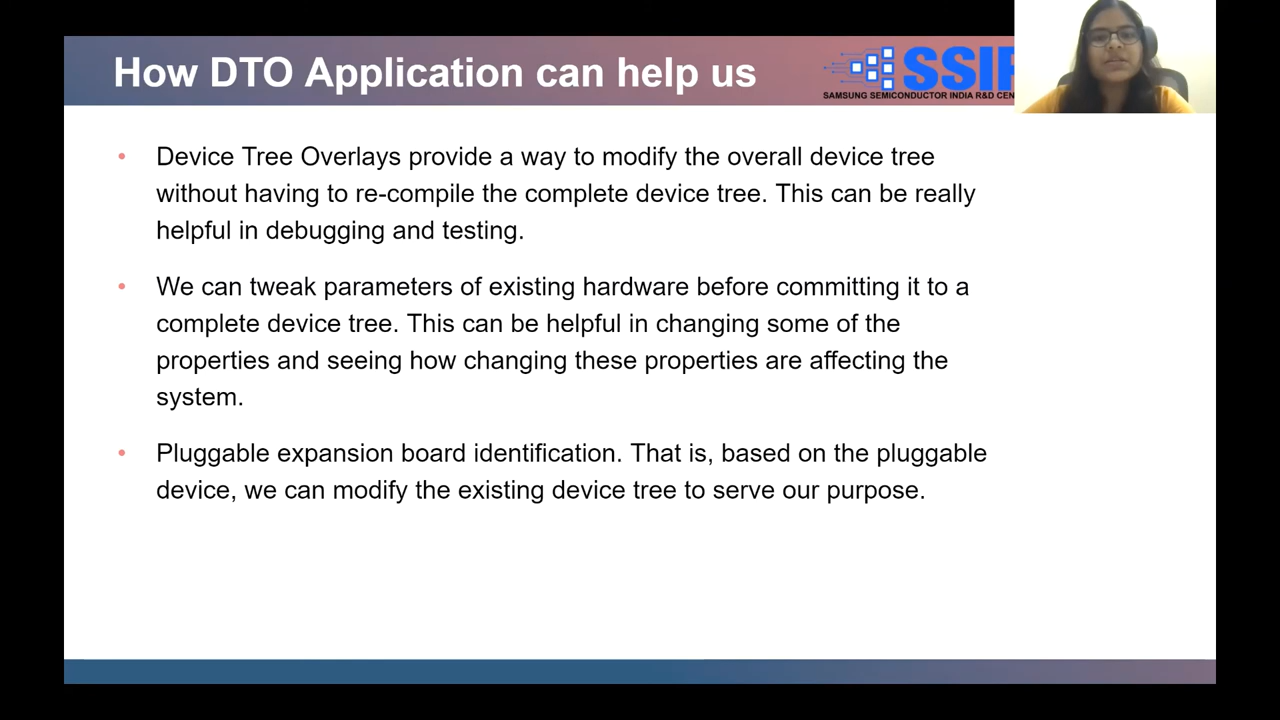 How DTO Application can help us
SSIR
SAMSUNG SEMICONDUCTOR INDIA R&D CEN
• Device Tree Overlays provide a way to modify the overall device tree
without having to re-compile the complete device tree. This can be really
helpful in debugging and testing.
• We can tweak parameters of existing hardware before committing it to a
complete device tree. This can be helpful in changing some of the
properties and seeing how changing these properties are affecting the
system.
• Pluggable expansion board identification. That is, based on the pluggable
device, we can modify the existing device tree to serve our purpose.